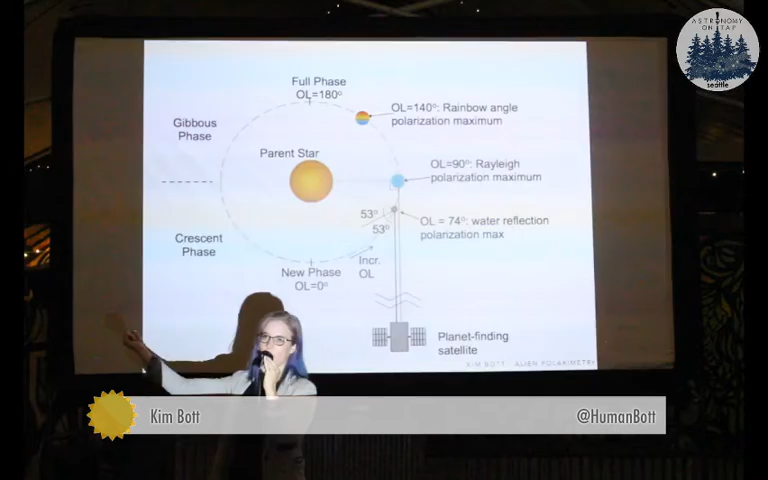 ASTRONOMY
ON TAP
seattle
Full Phase
OL=180°
OL=140°: Rainbow angle
polarization maximum
Gibbous
Phase
Parent Star
OL=90°: Rayleigh
polarization maximum
53°
53°
OL = 74°: water reflection
polarization max
Crescent
Phase
Incr.
OL
New Phase
OL=0°
Planet-finding
satellite
KIM BOTT - ALIEN POLARIMETRY
Kim Bott
@HumanBott